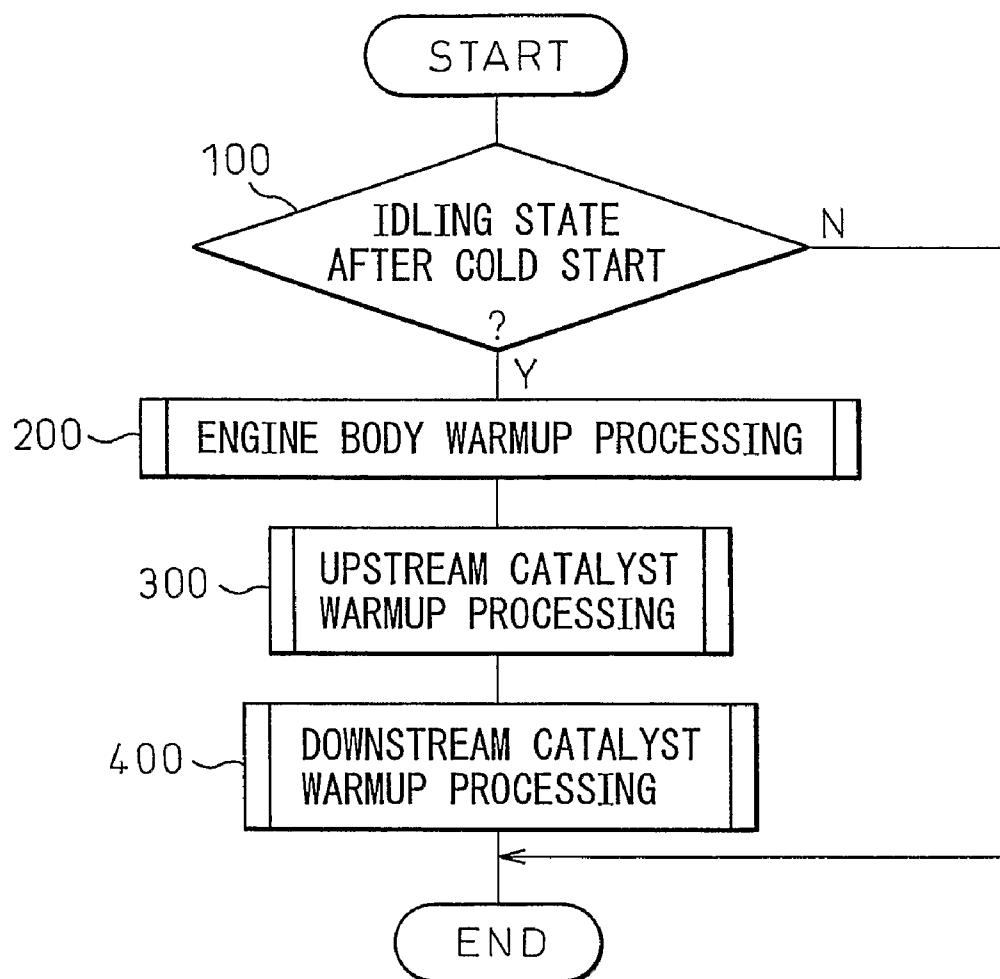 START
100
IDLING STATE
AFTER COLD START
?
N
Y
200
ENGINE BODY WARMUP PROCESSING
300
UPSTREAM CATALYST
WARMUP PROCESSING
400
DOWNSTREAM CATALYST
WARMUP PROCESSING
END